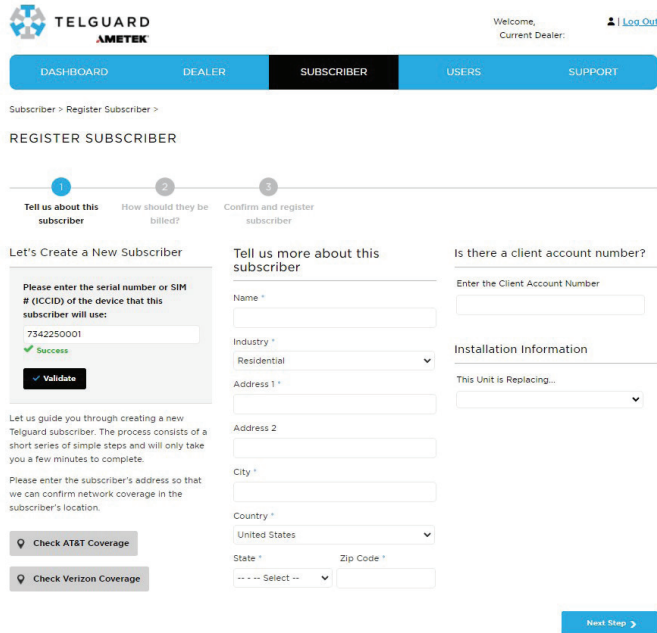 TELGUARD
AMETEK
Welcome,
Current Dealer:
| Log Out
DASHBOARD
DEALER
SUBSCRIBER
USERS
SUPPORT
Subscriber > Register Subscriber >
REGISTER SUBSCRIBER
1
2
3
Tell us about this
subscriber
How should they be
billed?
Confirm and register
subscriber
Let's Create a New Subscriber
Please enter the serial number or SIM
# (ICCID) of the device that this
subscriber will use:
7342250001
Success
Validate
Let us guide you through creating a new
Telguard subscriber. The process consists of a
short series of simple steps and will only take
you a few minutes to complete.
Please enter the subscriber's address so that
we can confirm network coverage in the
subscriber's location.
Check AT&T Coverage
Check Verizon Coverage
Tell us more about this
subscriber
Name *
Industry *
Residential
Address 1 *
Address 2
City *
Country *
United States
State *
Zip Code *
-- - -- Select --
Is there a client account number?
Enter the Client Account Number
Installation Information
This Unit is Replacing...
Next Step